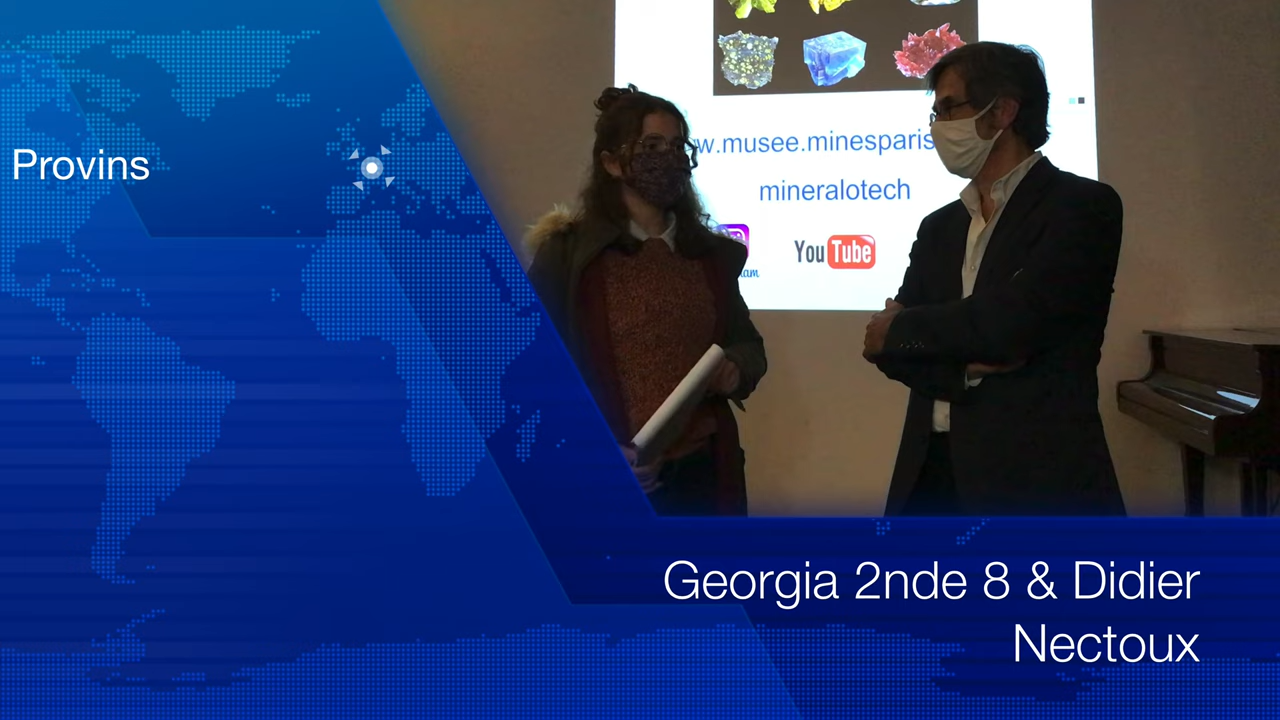 Provins
w.musee.minesparis
mineralotech
You Tube
Georgia 2nde 8 & Didier
Nectoux